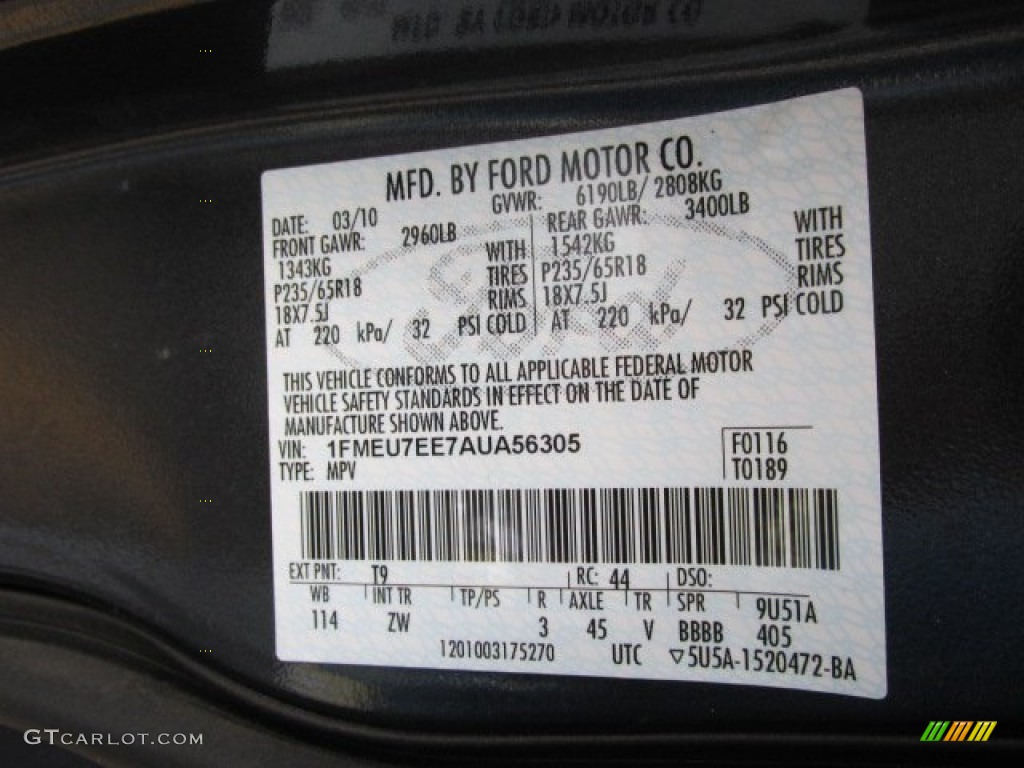 MFD. BY FORD MOTOR CO.
DATE: 03/10 GVWR: 6190LB/ 2808KG
FRONT GAWR: 2960LB
1343KG WITH
P235/65R18 TIRES
18X7.5J RIMS
AT 220 kPa/ 32 PSI COLD
REAR GAWR: 3400LB
1542KG WITH
P235/65R18 TIRES
18X7.5J RIMS
AT 220 kPa/ 32 PSI COLD
Ford
THIS VEHICLE CONFORMS TO ALL APPLICABLE FEDERAL MOTOR
VEHICLE SAFETY STANDARDS IN EFFECT ON THE DATE OF
MANUFACTURE SHOWN ABOVE.
VIN: 1FMEU7EE7AUA56305 F0116
TYPE: MPV T0189
EXT PNT: T9 RC: 44 DSO:
WB INT TR TP/PS R AXLE TR SPR 9U51A
114 ZW 3 45 V BBBB 405
1201003175270 UTC ▽5U5A-1520472-BA
GTCARLOT.COM